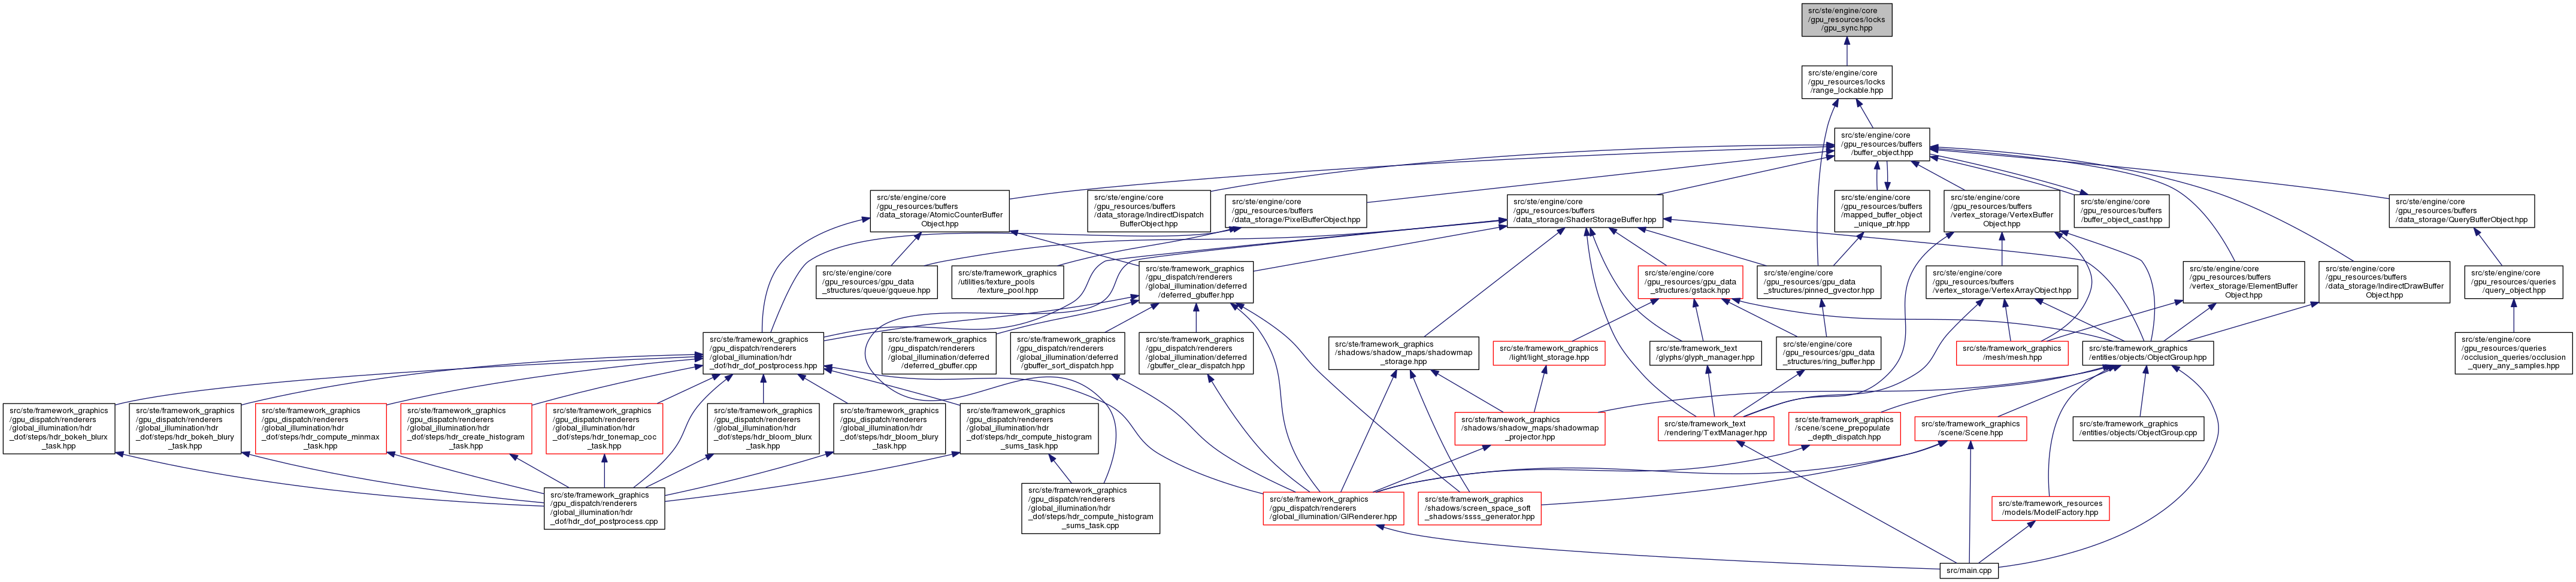 src/ste/engine/core
/gpu_resources/locks
/gpu_sync.hpp
src/ste/engine/core
/gpu_resources/locks
/range_lockable.hpp
src/ste/engine/core
/gpu_resources/buffers
/buffer_object.hpp
src/ste/engine/core
/gpu_resources/buffers
/data_storage/AtomicCounterBuffer
Object.hpp
src/ste/engine/core
/gpu_resources/buffers
/data_storage/IndirectDispatch
BufferObject.hpp
src/ste/engine/core
/gpu_resources/buffers
/data_storage/PixelBufferObject.hpp
src/ste/engine/core
/gpu_resources/buffers
/data_storage/ShaderStorageBuffer.hpp
src/ste/engine/core
/gpu_resources/buffers
/mapped_buffer_object
_unique_ptr.hpp
src/ste/engine/core
/gpu_resources/buffers
/vertex_storage/VertexBuffer
Object.hpp
src/ste/engine/core
/gpu_resources/buffers
/buffer_object_cast.hpp
src/ste/engine/core
/gpu_resources/buffers
/data_storage/QueryBufferObject.hpp
src/ste/engine/core
/gpu_resources/gpu_data
_structures/queue/gqueue.hpp
src/ste/framework_graphics
/utilities/texture_pools
/texture_pool.hpp
src/ste/framework_graphics
/gpu_dispatch/renderers
/global_illumination/deferred
/deferred_gbuffer.hpp
src/ste/engine/core
/gpu_resources/gpu_data
_structures/gstack.hpp
src/ste/engine/core
/gpu_resources/gpu_data
_structures/pinned_gvector.hpp
src/ste/engine/core
/gpu_resources/buffers
/vertex_storage/VertexArrayObject.hpp
src/ste/engine/core
/gpu_resources/buffers
/vertex_storage/ElementBuffer
Object.hpp
src/ste/engine/core
/gpu_resources/buffers
/data_storage/IndirectDrawBuffer
Object.hpp
src/ste/engine/core
/gpu_resources/queries
/query_object.hpp
src/ste/framework_graphics
/gpu_dispatch/renderers
/global_illumination/hdr
_dof/hdr_dof_postprocess.hpp
src/ste/framework_graphics
/gpu_dispatch/renderers
/global_illumination/deferred
/deferred_gbuffer.cpp
src/ste/framework_graphics
/gpu_dispatch/renderers
/global_illumination/deferred
/gbuffer_sort_dispatch.hpp
src/ste/framework_graphics
/gpu_dispatch/renderers
/global_illumination/deferred
/gbuffer_clear_dispatch.hpp
src/ste/framework_graphics
/shadows/shadow_maps/shadowmap
_storage.hpp
src/ste/framework_graphics
/light/light_storage.hpp
src/ste/framework_text
/glyphs/glyph_manager.hpp
src/ste/engine/core
/gpu_resources/gpu_data
_structures/ring_buffer.hpp
src/ste/framework_graphics
/mesh/mesh.hpp
src/ste/framework_graphics
/entities/objects/ObjectGroup.hpp
src/ste/engine/core
/gpu_resources/queries
/occlusion_queries/occlusion
_query_any_samples.hpp
src/ste/framework_graphics
/gpu_dispatch/renderers
/global_illumination/hdr
_dof/steps/hdr_bokeh_blurx
_task.hpp
src/ste/framework_graphics
/gpu_dispatch/renderers
/global_illumination/hdr
_dof/steps/hdr_bokeh_blury
_task.hpp
src/ste/framework_graphics
/gpu_dispatch/renderers
/global_illumination/hdr
_dof/steps/hdr_compute_minmax
_task.hpp
src/ste/framework_graphics
/gpu_dispatch/renderers
/global_illumination/hdr
_dof/steps/hdr_create_histogram
_task.hpp
src/ste/framework_graphics
/gpu_dispatch/renderers
/global_illumination/hdr
_dof/steps/hdr_tonemap_coc
_task.hpp
src/ste/framework_graphics
/gpu_dispatch/renderers
/global_illumination/hdr
_dof/steps/hdr_bloom_blurx
_task.hpp
src/ste/framework_graphics
/gpu_dispatch/renderers
/global_illumination/hdr
_dof/steps/hdr_bloom_blury
_task.hpp
src/ste/framework_graphics
/gpu_dispatch/renderers
/global_illumination/hdr
_dof/steps/hdr_compute_histogram
_sums_task.hpp
src/ste/framework_graphics
/shadows/shadow_maps/shadowmap
_projector.hpp
src/ste/framework_text
/rendering/TextManager.hpp
src/ste/framework_graphics
/scene/scene_prepopulate
_depth_dispatch.hpp
src/ste/framework_graphics
/scene/Scene.hpp
src/ste/framework_graphics
/entities/objects/ObjectGroup.cpp
src/ste/framework_graphics
/gpu_dispatch/renderers
/global_illumination/hdr
_dof/hdr_dof_postprocess.cpp
src/ste/framework_graphics
/gpu_dispatch/renderers
/global_illumination/hdr
_dof/steps/hdr_compute_histogram
_sums_task.cpp
src/ste/framework_graphics
/gpu_dispatch/renderers
/global_illumination/GIRenderer.hpp
src/ste/framework_graphics
/shadows/screen_space_soft
_shadows/ssss_generator.hpp
src/ste/framework_resources
/models/ModelFactory.hpp
src/main.cpp